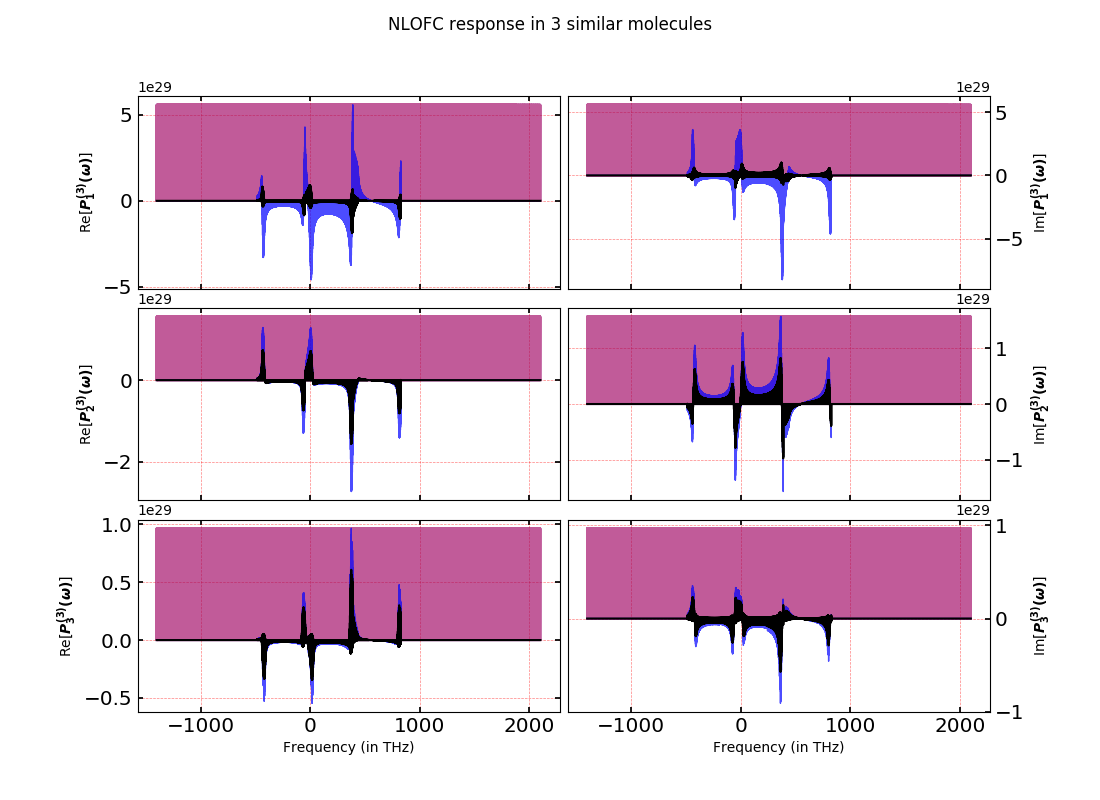 NLOFC response in 3 similar molecules
1e29 1e29
5 5
Re[P₁⁽³⁾(ω)] 0 0 Im[P₁⁽³⁾(ω)]
−5 −5
1e29 1e29
1
Re[P₂⁽³⁾(ω)] 0 0 Im[P₂⁽³⁾(ω)]
−2 −1
1e29 1e29
1.0 1
0.5
Re[P₃⁽³⁾(ω)] 0.0 0 Im[P₃⁽³⁾(ω)]
−0.5 −1
−1000 0 1000 2000 −1000 0 1000 2000
Frequency (in THz) Frequency (in THz)